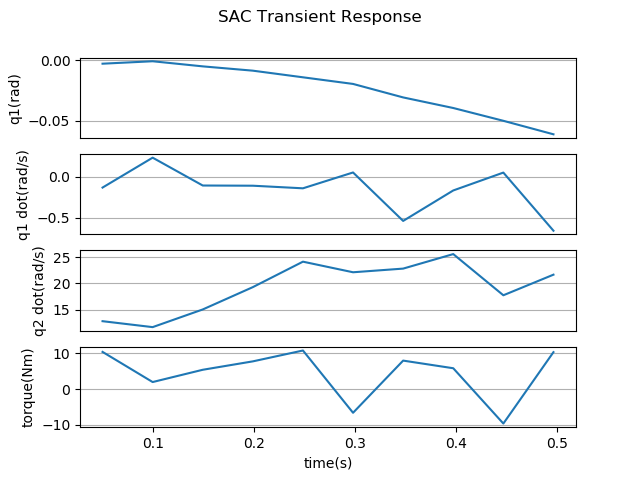 SAC Transient Response
0.00
−0.05
q1(rad)
0.0
−0.5
q1 dot(rad/s)
25
20
15
q2 dot(rad/s)
10
0
−10
torque(Nm)
0.1 0.2 0.3 0.4 0.5
time(s)